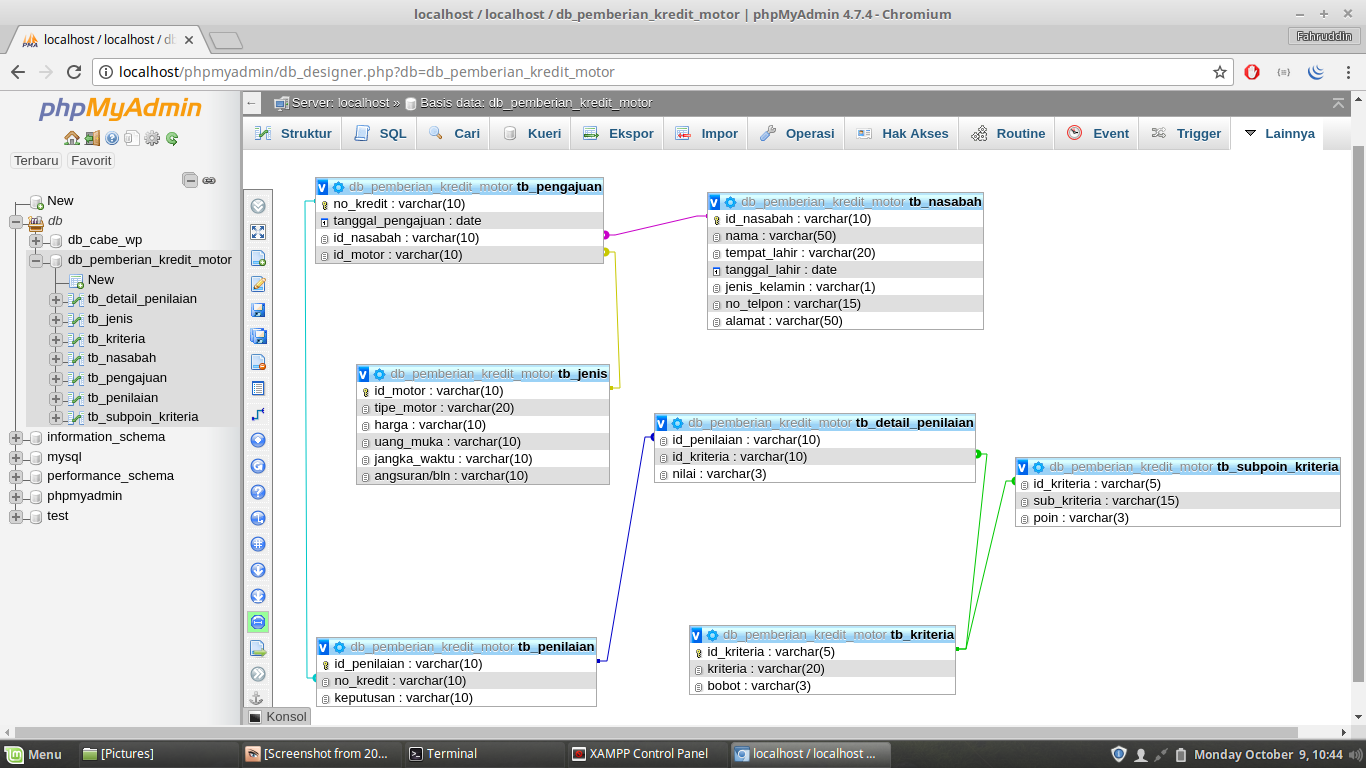 localhost / localhost / db_pemberian_kredit_motor | phpMyAdmin 4.7.4 - Chromium
localhost / localhost / db
Fahruddin
localhost/phpmyadmin/db_designer.php?db=db_pemberian_kredit_motor
phpMyAdmin
Terbaru Favorit
New
db
db_cabe_wp
db_pemberian_kredit_motor
New
tb_detail_penilaian
tb_jenis
tb_kriteria
tb_nasabah
tb_pengajuan
tb_penilaian
tb_subpoin_kriteria
information_schema
mysql
performance_schema
phpmyadmin
test
Server: localhost » Basis data: db_pemberian_kredit_motor
Struktur SQL Cari Kueri Ekspor Impor Operasi Hak Akses Routine Event Trigger Lainnya
db_pemberian_kredit_motor tb_pengajuan
no_kredit : varchar(10)
tanggal_pengajuan : date
id_nasabah : varchar(10)
id_motor : varchar(10)
db_pemberian_kredit_motor tb_nasabah
id_nasabah : varchar(10)
nama : varchar(50)
tempat_lahir : varchar(20)
tanggal_lahir : date
jenis_kelamin : varchar(1)
no_telpon : varchar(15)
alamat : varchar(50)
db_pemberian_kredit_motor tb_jenis
id_motor : varchar(10)
tipe_motor : varchar(20)
harga : varchar(10)
uang_muka : varchar(10)
jangka_waktu : varchar(10)
angsuran/bln : varchar(10)
db_pemberian_kredit_motor tb_detail_penilaian
id_penilaian : varchar(10)
id_kriteria : varchar(10)
nilai : varchar(3)
db_pemberian_kredit_motor tb_subpoin_kriteria
id_kriteria : varchar(5)
sub_kriteria : varchar(15)
poin : varchar(3)
db_pemberian_kredit_motor tb_penilaian
id_penilaian : varchar(10)
no_kredit : varchar(10)
keputusan : varchar(10)
db_pemberian_kredit_motor tb_kriteria
id_kriteria : varchar(5)
kriteria : varchar(20)
bobot : varchar(3)
Konsol
Menu [Pictures] [Screenshot from 20... Terminal XAMPP Control Panel localhost / localhost ... Monday October 9, 10:44